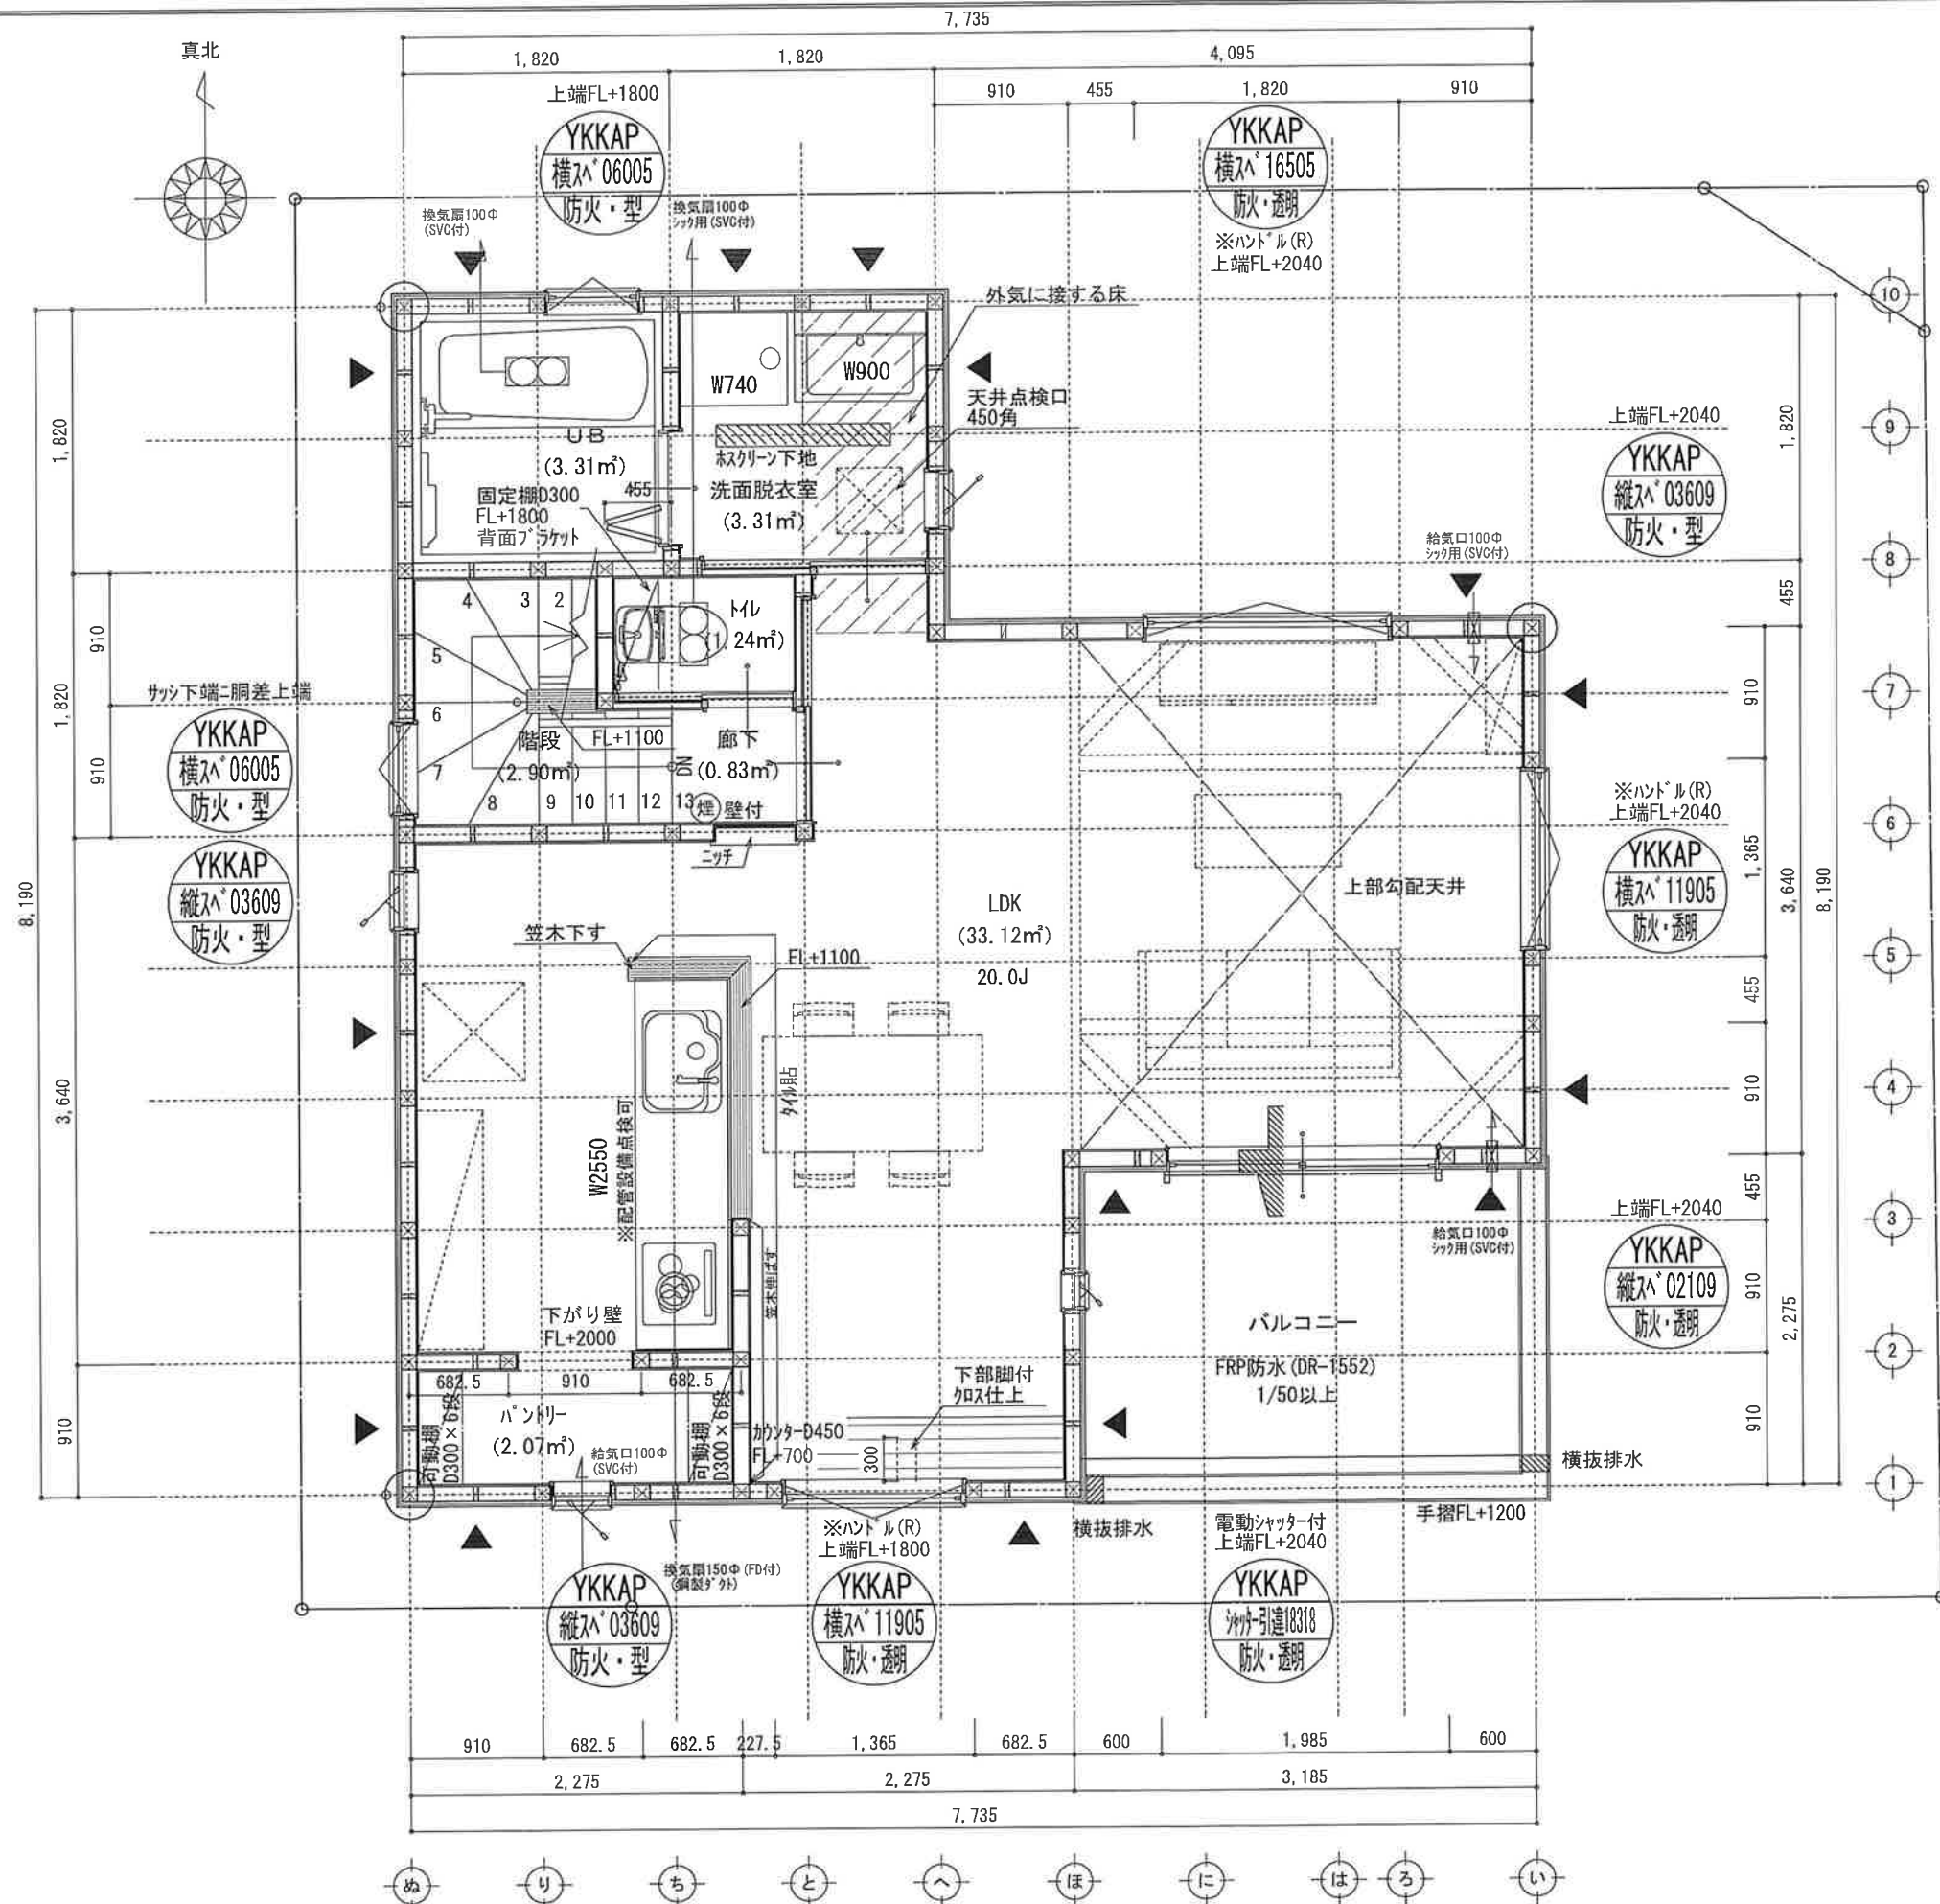 7,735
真北
1,820
1,820
4,095
910
455
1,820
910
上端FL+1800
YKKAP
横スベ06005
防火・型
YKKAP
横スベ16505
防火・透明
※ハンドル(R)
上端FL+2040
換気扇100Φ
(SVC付)
換気扇100Φ
シック用(SVC付)
外気に接する床
天井点検口
450角
W740
W900
UB
(3.31㎡)
ホスクリーン下地
洗面脱衣室
(3.31㎡)
455
固定棚D300
FL+1800
背面ブラケット
上端FL+2040
YKKAP
縦スベ03609
防火・型
給気口100Φ
シック用(SVC付)
トイレ
(1.24㎡)
4
3
2
5
6
7
8
9
10
11
12
13
階段
(2.90㎡)
FL+1100
廊下
(0.83㎡)
DN
煙
壁付
ニッチ
サッシ下端=胴差上端
YKKAP
横スベ06005
防火・型
YKKAP
縦スベ03609
防火・型
※ハンドル(R)
上端FL+2040
YKKAP
横スベ11905
防火・透明
上部勾配天井
LDK
(33.12㎡)
20.0J
笠木下す
FL+1100
タイル貼
W2550
※配管設備点検可
笠木伸ばす
下がり壁
FL+2000
682.5
910
682.5
パントリー
(2.07㎡)
可動棚
D300×6段
可動棚
D300×6段
給気口100Φ
(SVC付)
カウンターD450
FL+700
300
下部脚付
クロス仕上
バルコニー
FRP防水(DR-1552)
1/50以上
給気口100Φ
シック用(SVC付)
上端FL+2040
YKKAP
縦スベ02109
防火・透明
横抜排水
横抜排水
手摺FL+1200
電動シャッター付
上端FL+2040
YKKAP
シャッター引違18318
防火・透明
※ハンドル(R)
上端FL+1800
YKKAP
横スベ11905
防火・透明
換気扇150Φ(FD付)
(鋼製ダクト)
YKKAP
縦スベ03609
防火・型
8,190
1,820
1,820
3,640
910
910
910
1,820
455
910
1,365
455
910
455
910
910
3,640
2,275
8,190
10
9
8
7
6
5
4
3
2
1
910
682.5
682.5
227.5
1,365
682.5
600
1,985
600
2,275
2,275
3,185
7,735
ぬ
り
ち
と
へ
ほ
に
は
ろ
い